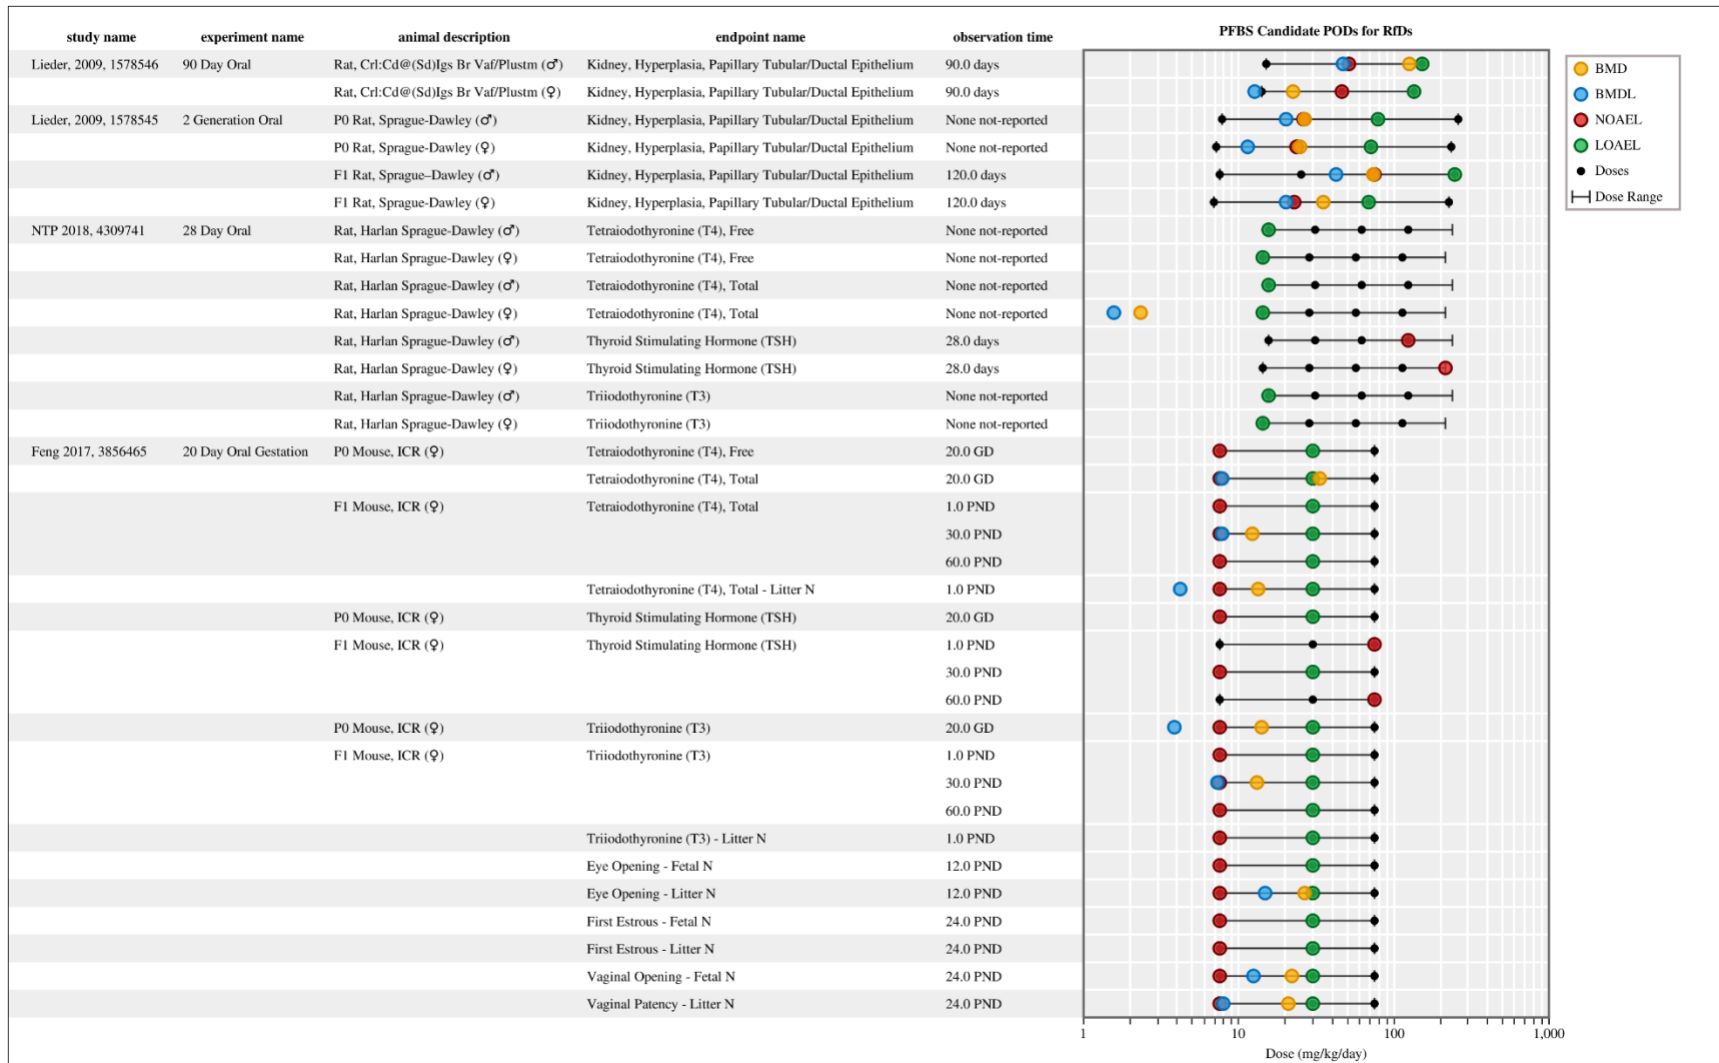 PFBS Candidate PODs for RfDs
study name experiment name animal description endpoint name observation time
Lieder, 2009, 1578546 90 Day Oral Rat, Crl:Cd@(Sd)Igs Br Vaf/Plustm (♂) Kidney, Hyperplasia, Papillary Tubular/Ductal Epithelium 90.0 days
Rat, Crl:Cd@(Sd)Igs Br Vaf/Plustm (♀) Kidney, Hyperplasia, Papillary Tubular/Ductal Epithelium 90.0 days
Lieder, 2009, 1578545 2 Generation Oral P0 Rat, Sprague-Dawley (♂) Kidney, Hyperplasia, Papillary Tubular/Ductal Epithelium None not-reported
P0 Rat, Sprague-Dawley (♀) Kidney, Hyperplasia, Papillary Tubular/Ductal Epithelium None not-reported
F1 Rat, Sprague–Dawley (♂) Kidney, Hyperplasia, Papillary Tubular/Ductal Epithelium 120.0 days
F1 Rat, Sprague-Dawley (♀) Kidney, Hyperplasia, Papillary Tubular/Ductal Epithelium 120.0 days
NTP 2018, 4309741 28 Day Oral Rat, Harlan Sprague-Dawley (♂) Tetraiodothyronine (T4), Free None not-reported
Rat, Harlan Sprague-Dawley (♀) Tetraiodothyronine (T4), Free None not-reported
Rat, Harlan Sprague-Dawley (♂) Tetraiodothyronine (T4), Total None not-reported
Rat, Harlan Sprague-Dawley (♀) Tetraiodothyronine (T4), Total None not-reported
Rat, Harlan Sprague-Dawley (♂) Thyroid Stimulating Hormone (TSH) 28.0 days
Rat, Harlan Sprague-Dawley (♀) Thyroid Stimulating Hormone (TSH) 28.0 days
Rat, Harlan Sprague-Dawley (♂) Triiodothyronine (T3) None not-reported
Rat, Harlan Sprague-Dawley (♀) Triiodothyronine (T3) None not-reported
Feng 2017, 3856465 20 Day Oral Gestation P0 Mouse, ICR (♀) Tetraiodothyronine (T4), Free 20.0 GD
Tetraiodothyronine (T4), Total 20.0 GD
F1 Mouse, ICR (♀) Tetraiodothyronine (T4), Total 1.0 PND
30.0 PND
60.0 PND
Tetraiodothyronine (T4), Total - Litter N 1.0 PND
P0 Mouse, ICR (♀) Thyroid Stimulating Hormone (TSH) 20.0 GD
F1 Mouse, ICR (♀) Thyroid Stimulating Hormone (TSH) 1.0 PND
30.0 PND
60.0 PND
P0 Mouse, ICR (♀) Triiodothyronine (T3) 20.0 GD
F1 Mouse, ICR (♀) Triiodothyronine (T3) 1.0 PND
30.0 PND
60.0 PND
Triiodothyronine (T3) - Litter N 1.0 PND
Eye Opening - Fetal N 12.0 PND
Eye Opening - Litter N 12.0 PND
First Estrous - Fetal N 24.0 PND
First Estrous - Litter N 24.0 PND
Vaginal Opening - Fetal N 24.0 PND
Vaginal Patency - Litter N 24.0 PND
1 10 100 1,000
Dose (mg/kg/day)
BMD
BMDL
NOAEL
LOAEL
Doses
Dose Range